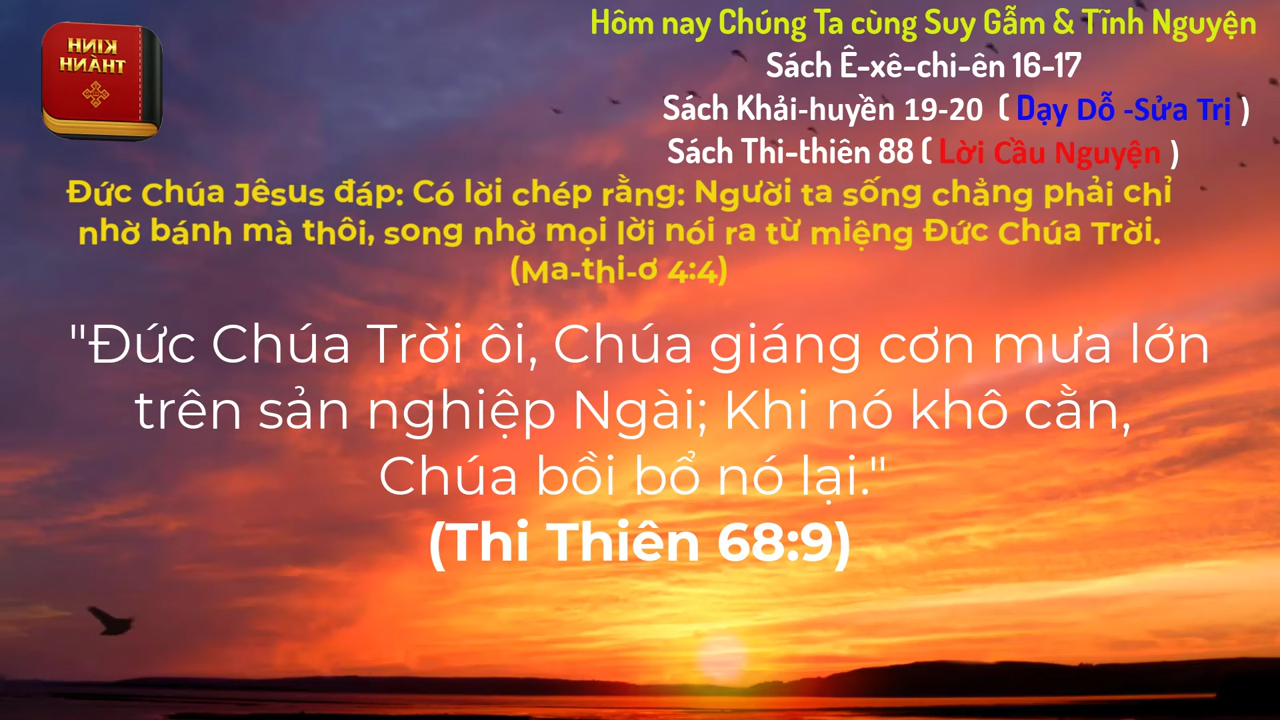 KINH
THÁNH
Hôm nay Chúng Ta cùng Suy Gẫm & Tĩnh Nguyện
Sách Ê-xê-chi-ên 16-17
Sách Khải-huyền 19-20 ( Dạy Dỗ -Sửa Trị )
Sách Thi-thiên 88 ( Lời Cầu Nguyện )
Đức Chúa Jêsus đáp: Có lời chép rằng: Người ta sống chẳng phải chỉ
nhờ bánh mà thôi, song nhờ mọi lời nói ra từ miệng Đức Chúa Trời.
(Ma-thi-ơ 4:4)
"Đức Chúa Trời ôi, Chúa giáng cơn mưa lớn
trên sản nghiệp Ngài; Khi nó khô cằn,
Chúa bồi bổ nó lại."
(Thi Thiên 68:9)